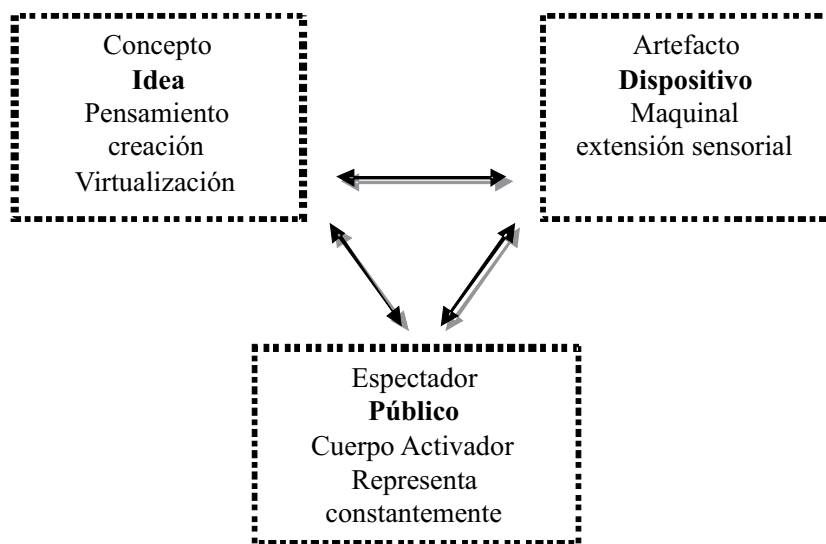 Concepto
Idea
Pensamiento
creación
Virtualización
Artefacto
Dispositivo
Maquinal
extensión sensorial
Espectador
Público
Cuerpo Activador
Representa
constantemente